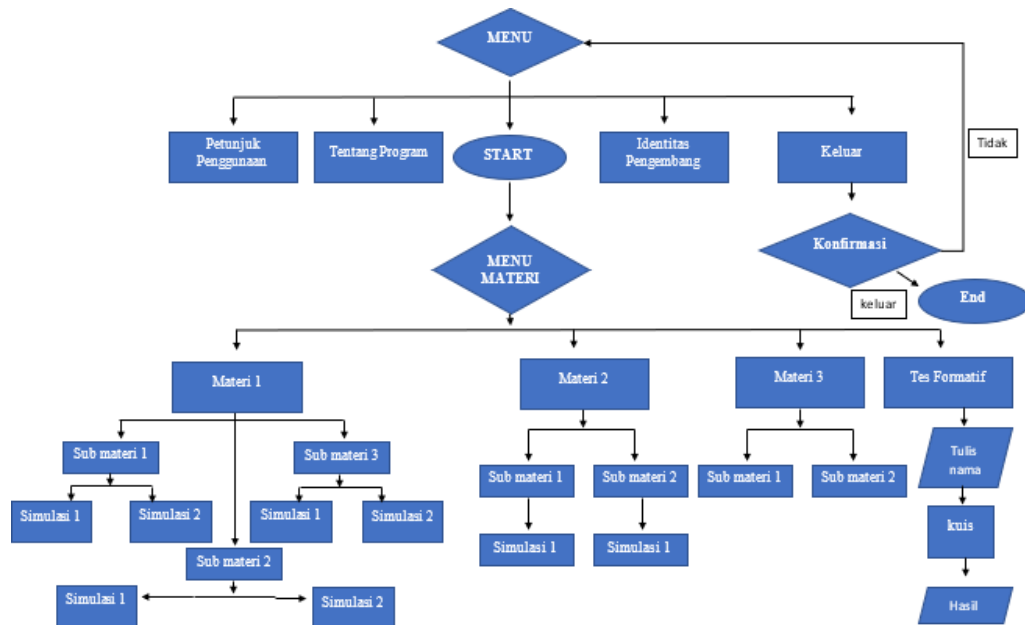 MENU
Petunjuk
Penggunaan
Tentang Program
START
Identitas
Pengembang
Keluar
Tidak
MENU
MATERI
Konfirmasi
keluar
End
Materi 1
Materi 2
Materi 3
Tes Formatif
Sub materi 1
Sub materi 3
Sub materi 1
Sub materi 2
Sub materi 1
Sub materi 2
Tulis
nama
Simulasi 1
Simulasi 2
Simulasi 1
Simulasi 2
Simulasi 1
Simulasi 1
kuis
Sub materi 2
Simulasi 1
Simulasi 2
Hasil